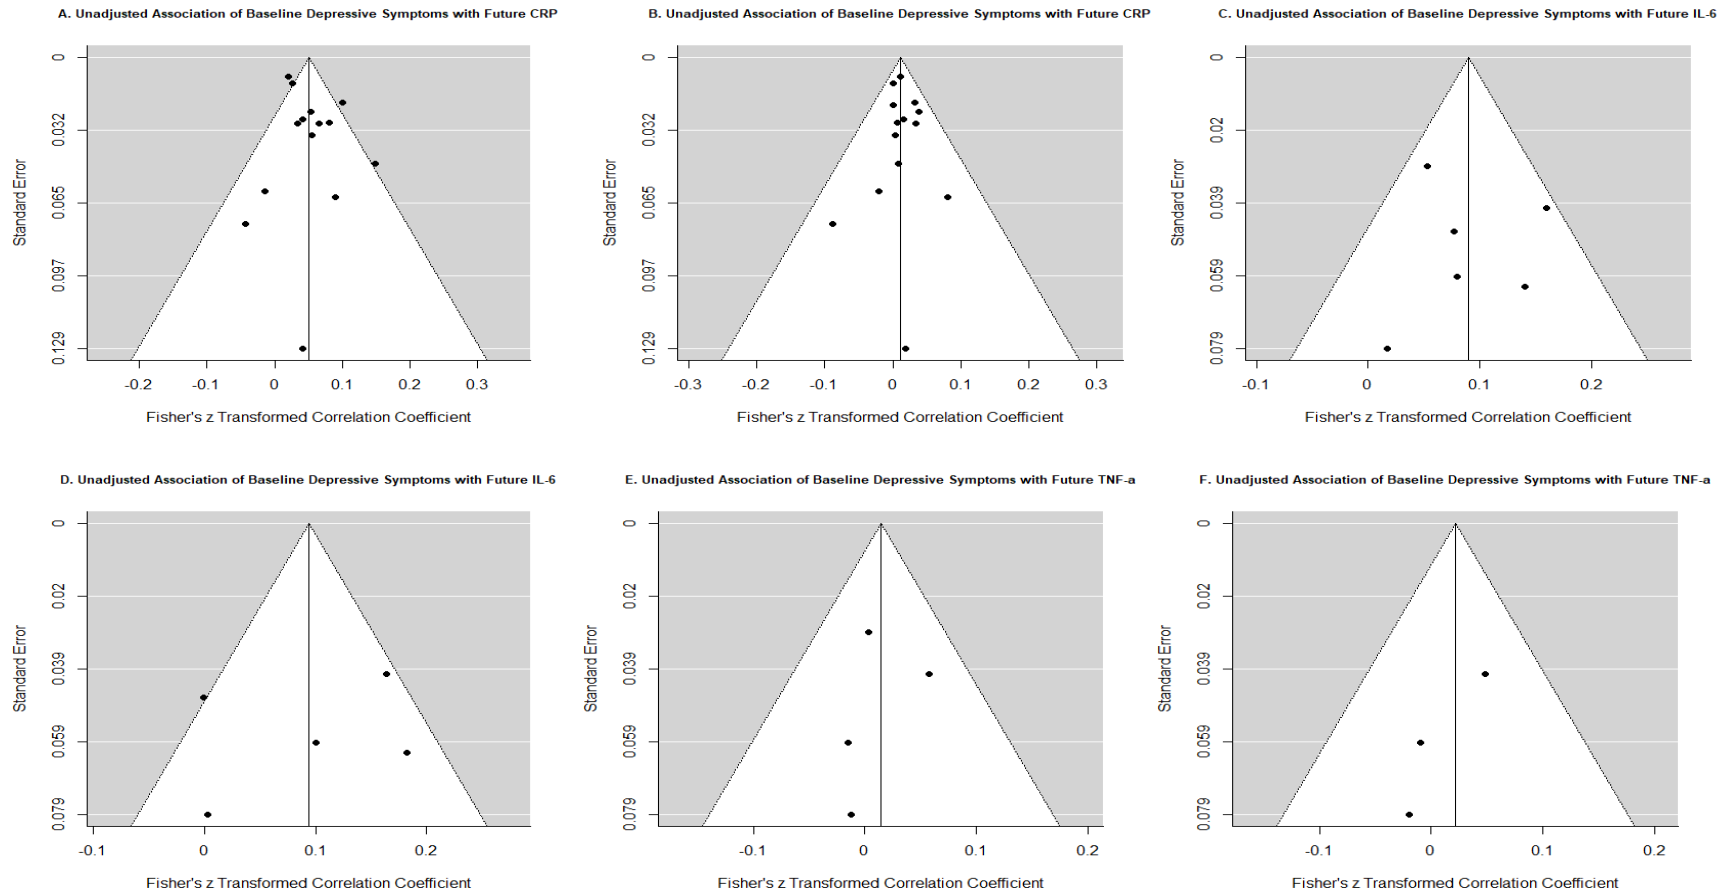 A. Unadjusted Association of Baseline Depressive Symptoms with Future CRP
0
0.032
0.065
0.097
0.129
Standard Error
-0.2 -0.1 0 0.1 0.2 0.3
Fisher's z Transformed Correlation Coefficient
B. Unadjusted Association of Baseline Depressive Symptoms with Future CRP
0
0.032
0.065
0.097
0.129
Standard Error
-0.3 -0.2 -0.1 0 0.1 0.2 0.3
Fisher's z Transformed Correlation Coefficient
C. Unadjusted Association of Baseline Depressive Symptoms with Future IL-6
0
0.02
0.039
0.059
0.079
Standard Error
-0.1 0 0.1 0.2
Fisher's z Transformed Correlation Coefficient
D. Unadjusted Association of Baseline Depressive Symptoms with Future IL-6
0
0.02
0.039
0.059
0.079
Standard Error
-0.1 0 0.1 0.2
Fisher's z Transformed Correlation Coefficient
E. Unadjusted Association of Baseline Depressive Symptoms with Future TNF-a
0
0.02
0.039
0.059
0.079
Standard Error
-0.1 0 0.1 0.2
Fisher's z Transformed Correlation Coefficient
F. Unadjusted Association of Baseline Depressive Symptoms with Future TNF-a
0
0.02
0.039
0.059
0.079
Standard Error
-0.1 0 0.1 0.2
Fisher's z Transformed Correlation Coefficient